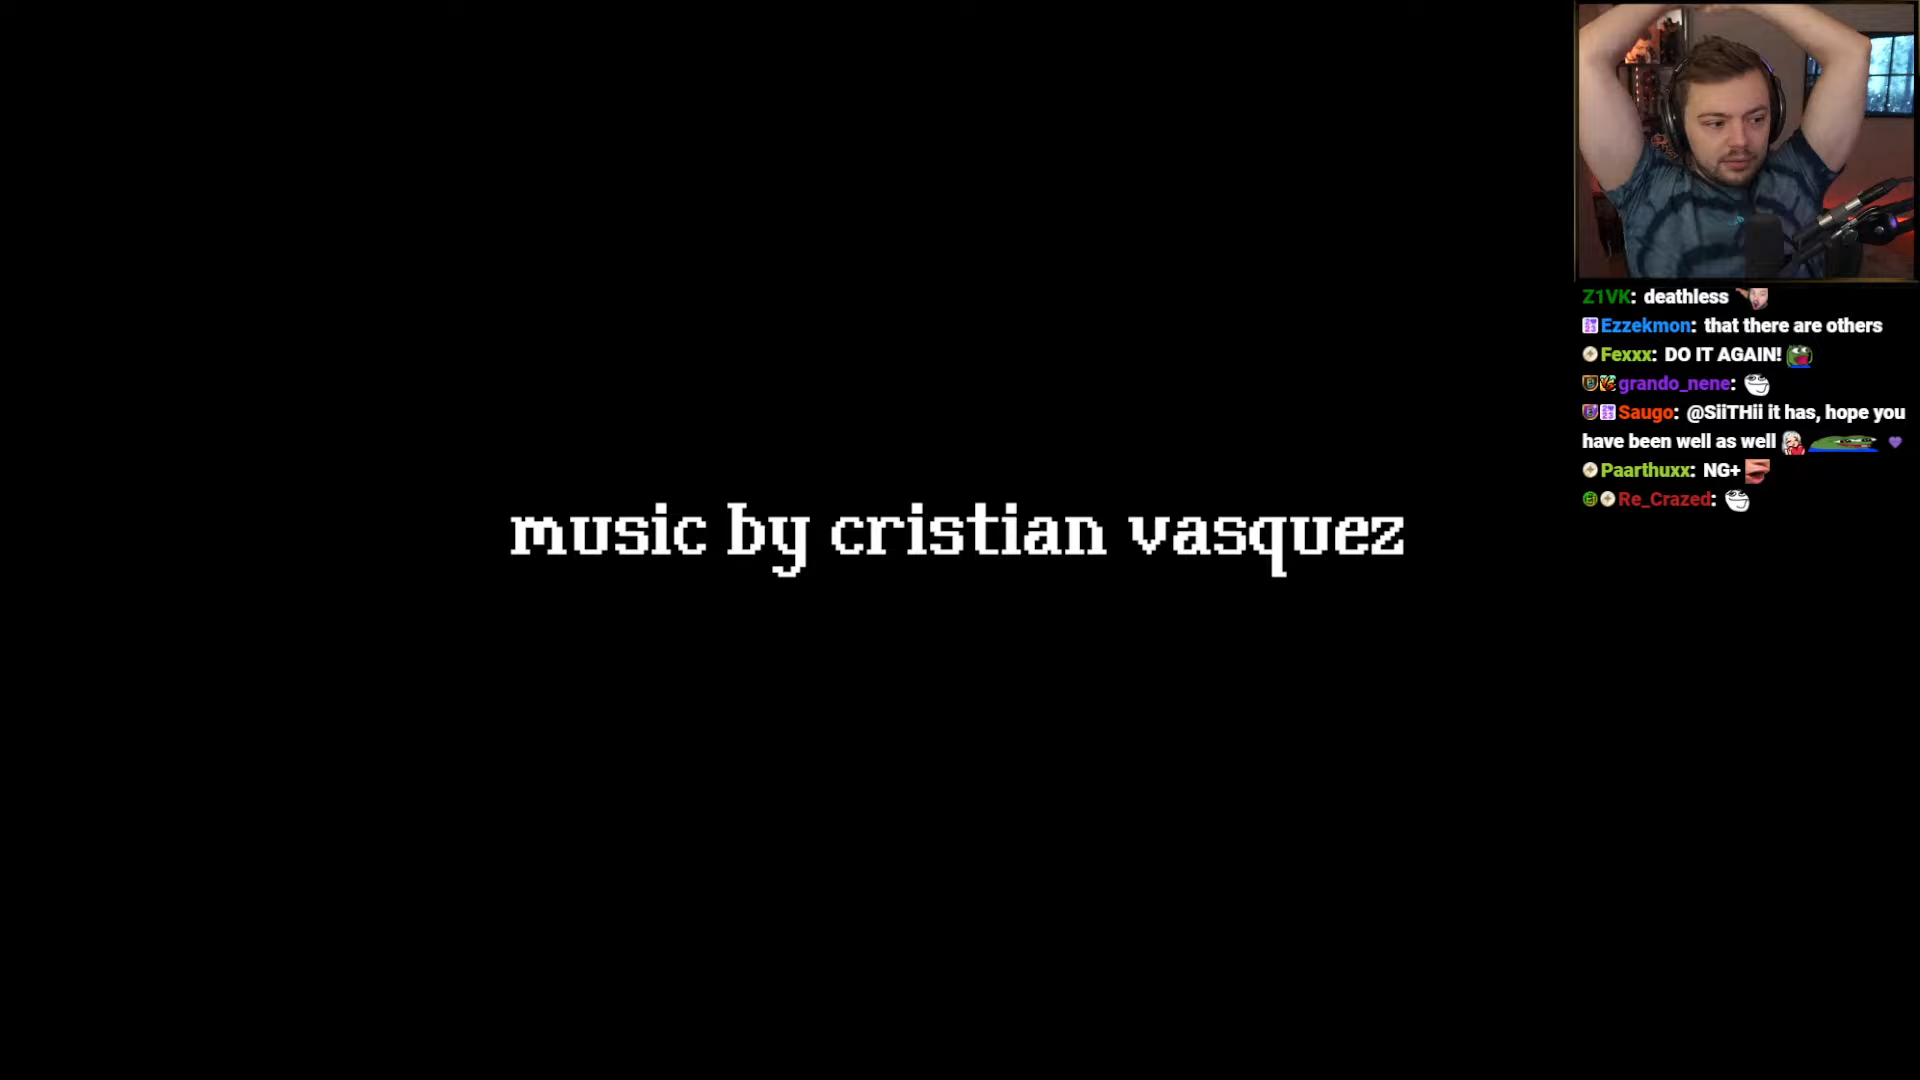 music by cristian vasquez
Z1VK: deathless
Ezzekmon: that there are others
Fexxx: DO IT AGAIN!
grando_nene:
Saugo: @SiiTHii it has, hope you
have been well as well
Paarthuxx: NG+
Re_Crazed: